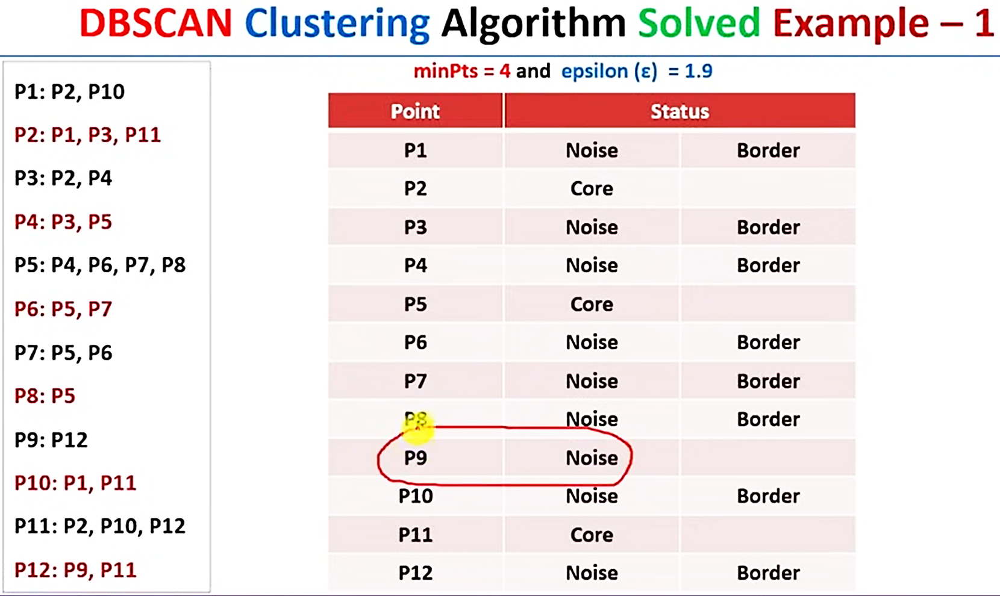 DBSCAN Clustering Algorithm Solved Example – 1
minPts = 4 and epsilon (ε) = 1.9
P1: P2, P10
P2: P1, P3, P11
P3: P2, P4
P4: P3, P5
P5: P4, P6, P7, P8
P6: P5, P7
P7: P5, P6
P8: P5
P9: P12
P10: P1, P11
P11: P2, P10, P12
P12: P9, P11
Point Status
P1 Noise Border
P2 Core
P3 Noise Border
P4 Noise Border
P5 Core
P6 Noise Border
P7 Noise Border
P8 Noise Border
P9 Noise
P10 Noise Border
P11 Core
P12 Noise Border